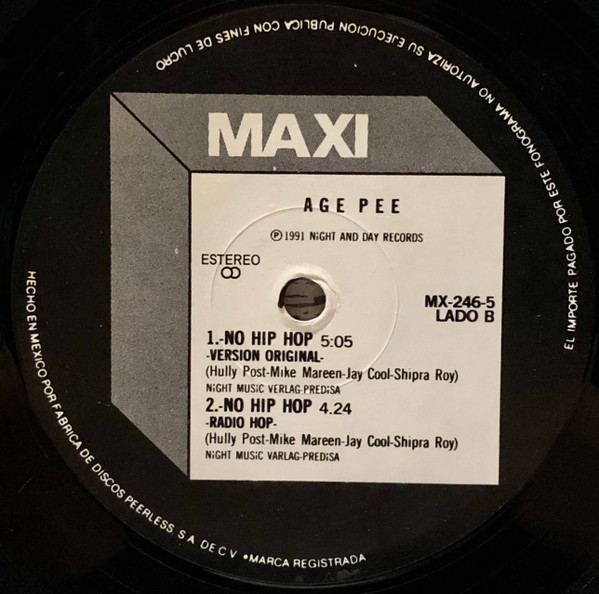 MAXI
AGE PEE
Ⓟ 1991 NiGHT AND DAY RECORDS
ESTEREO
MX-246-5
LADO B
1.-NO HIP HOP 5:05
-VERSION ORIGINAL-
(Hully Post-Mike Mareen-Jay Cool-Shipra Roy)
NiGHT MUSiC VERLAG-PREDiSA
2.-NO HIP HOP 4.24
-RADIO HOP-
(Hully Post-Mike Mareen-Jay Cool-Shipra Roy)
NiGHT MUSiC VARLAG-PREDiSA
HECHO EN MEXICO POR FABRICA DE DISCOS PEERLESS S A DE C V •MARCA REGISTRADA
EL IMPORTE PAGADO POR ESTE FONOGRAMA NO AUTORIZA SU EJECUCION PUBLICA CON FINES DE LUCRO